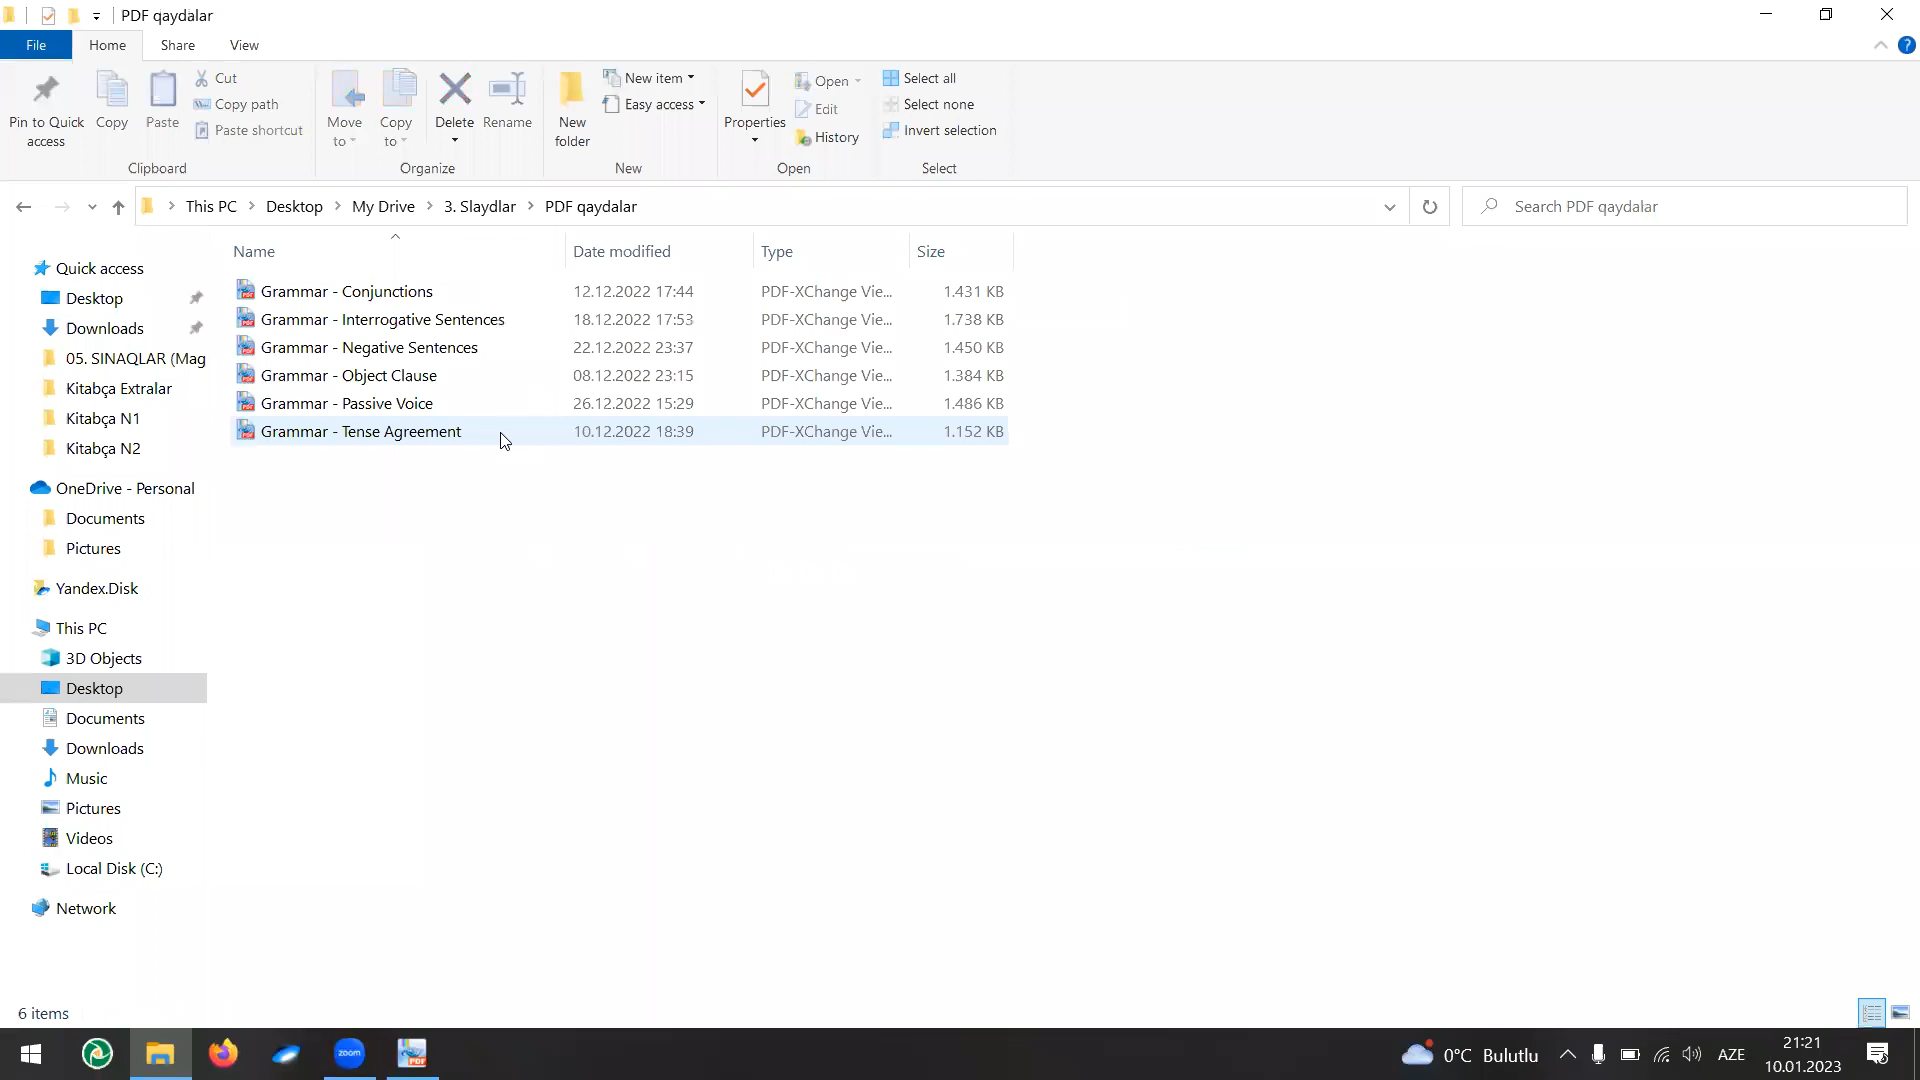 PDF qaydalar
File
Home
Share
View
Pin to Quick
access
Copy
Paste
Cut
Copy path
Paste shortcut
Clipboard
Move
to
Copy
to
Delete
Rename
Organize
New
folder
New item
Easy access
New
Properties
Open
Edit
History
Open
Select all
Select none
Invert selection
Select
This PC
Desktop
My Drive
3. Slaydlar
PDF qaydalar
Search PDF qaydalar
Name
Date modified
Type
Size
Grammar - Conjunctions 12.12.2022 17:44 PDF-XChange Vie... 1.431 KB
Grammar - Interrogative Sentences 18.12.2022 17:53 PDF-XChange Vie... 1.738 KB
Grammar - Negative Sentences 22.12.2022 23:37 PDF-XChange Vie... 1.450 KB
Grammar - Object Clause 08.12.2022 23:15 PDF-XChange Vie... 1.384 KB
Grammar - Passive Voice 26.12.2022 15:29 PDF-XChange Vie... 1.486 KB
Grammar - Tense Agreement 10.12.2022 18:39 PDF-XChange Vie... 1.152 KB
Quick access
Desktop
Downloads
05. SINAQLAR (Mag
Kitabça Extralar
Kitabça N1
Kitabça N2
OneDrive - Personal
Documents
Pictures
Yandex.Disk
This PC
3D Objects
Desktop
Documents
Downloads
Music
Pictures
Videos
Local Disk (C:)
Network
6 items
zoom
PDF
0°C Bulutlu
AZE
21:21
10.01.2023